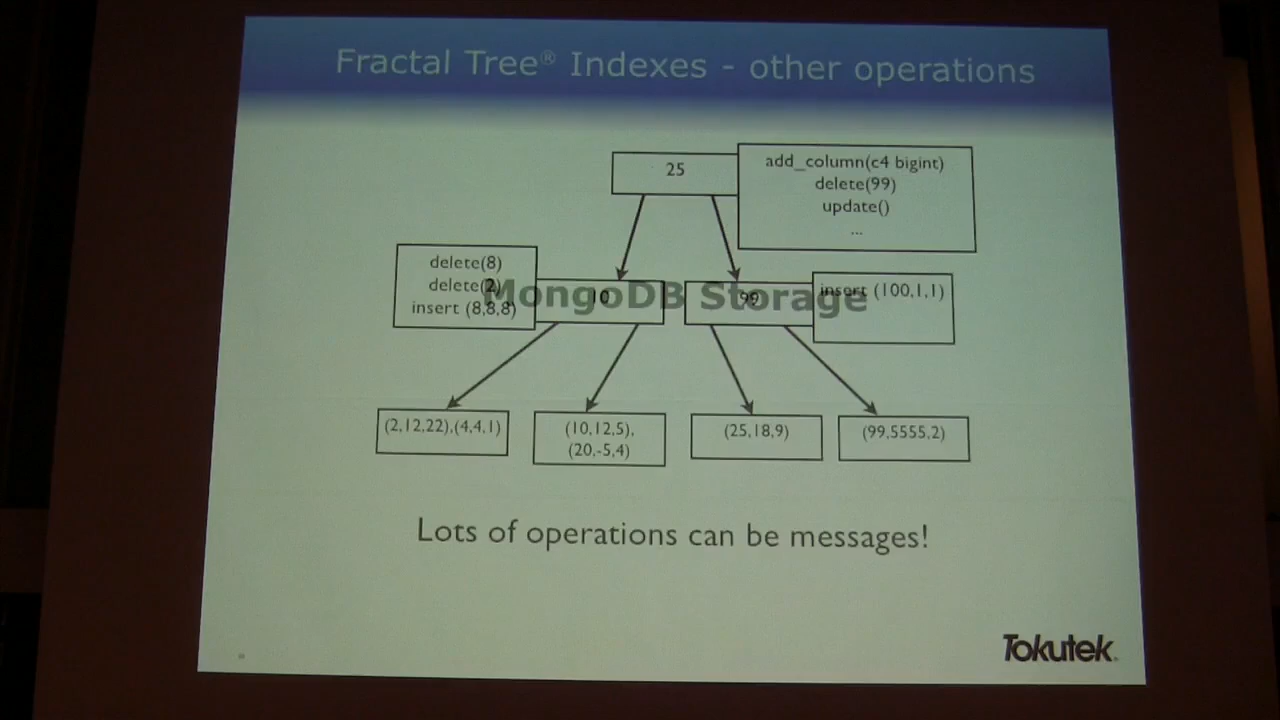 Fractal Tree® Indexes - other operations
25
add_column(c4 bigint)
delete(99)
update()
...
delete(8)
delete(2)
insert (8,8,8)
10
99
insert (100,1,1)
MongoDB Storage
(2,12,22),(4,4,1)
(10,12,5),
(20,-5,4)
(25,18,9)
(99,5555,2)
Lots of operations can be messages!
Tokutek